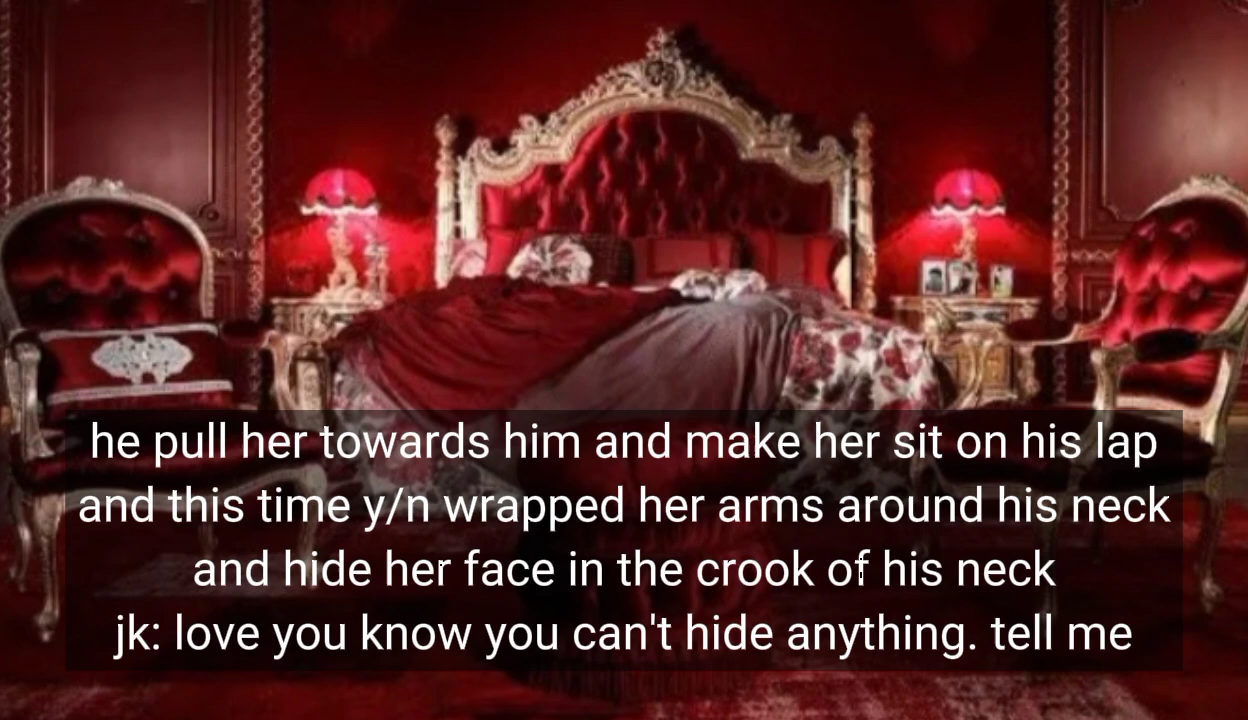 he pull her towards him and make her sit on his lap
and this time y/n wrapped her arms around his neck
and hide her face in the crook of his neck
jk: love you know you can't hide anything. tell me